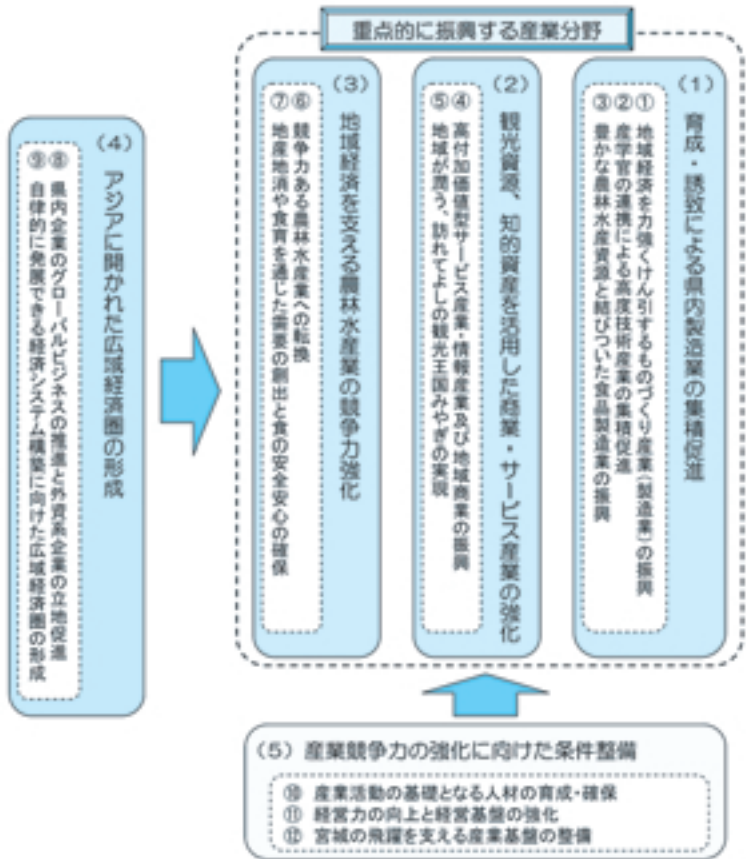 重点的に振興する産業分野
(1) 育成・誘致による県内製造業の集積促進
① 地域経済を力強くけん引するものづくり産業(製造業)の振興
② 産学官の連携による高度技術産業の集積促進
③ 豊かな農林水産資源と結びついた食品製造業の振興
(2) 観光資源、知的資産を活用した商業・サービス産業の強化
④ 高付加価値型サービス産業・情報産業及び地域商業の振興
⑤ 地域が潤う、訪れてよしの観光王国みやぎの実現
(3) 地域経済を支える農林水産業の競争力強化
⑥ 競争力ある農林水産業への転換
⑦ 地産地消や食育を通じた需要の創出と食の安全安心の確保
(4) アジアに開かれた広域経済圏の形成
⑧ 県内企業のグローバルビジネスの推進と外資系企業の立地促進
⑨ 自律的に発展できる経済システム構築に向けた広域経済圏の形成
(5) 産業競争力の強化に向けた条件整備
⑩ 産業活動の基礎となる人材の育成・確保
⑪ 経営力の向上と経営基盤の強化
⑫ 宮城の飛躍を支える産業基盤の整備